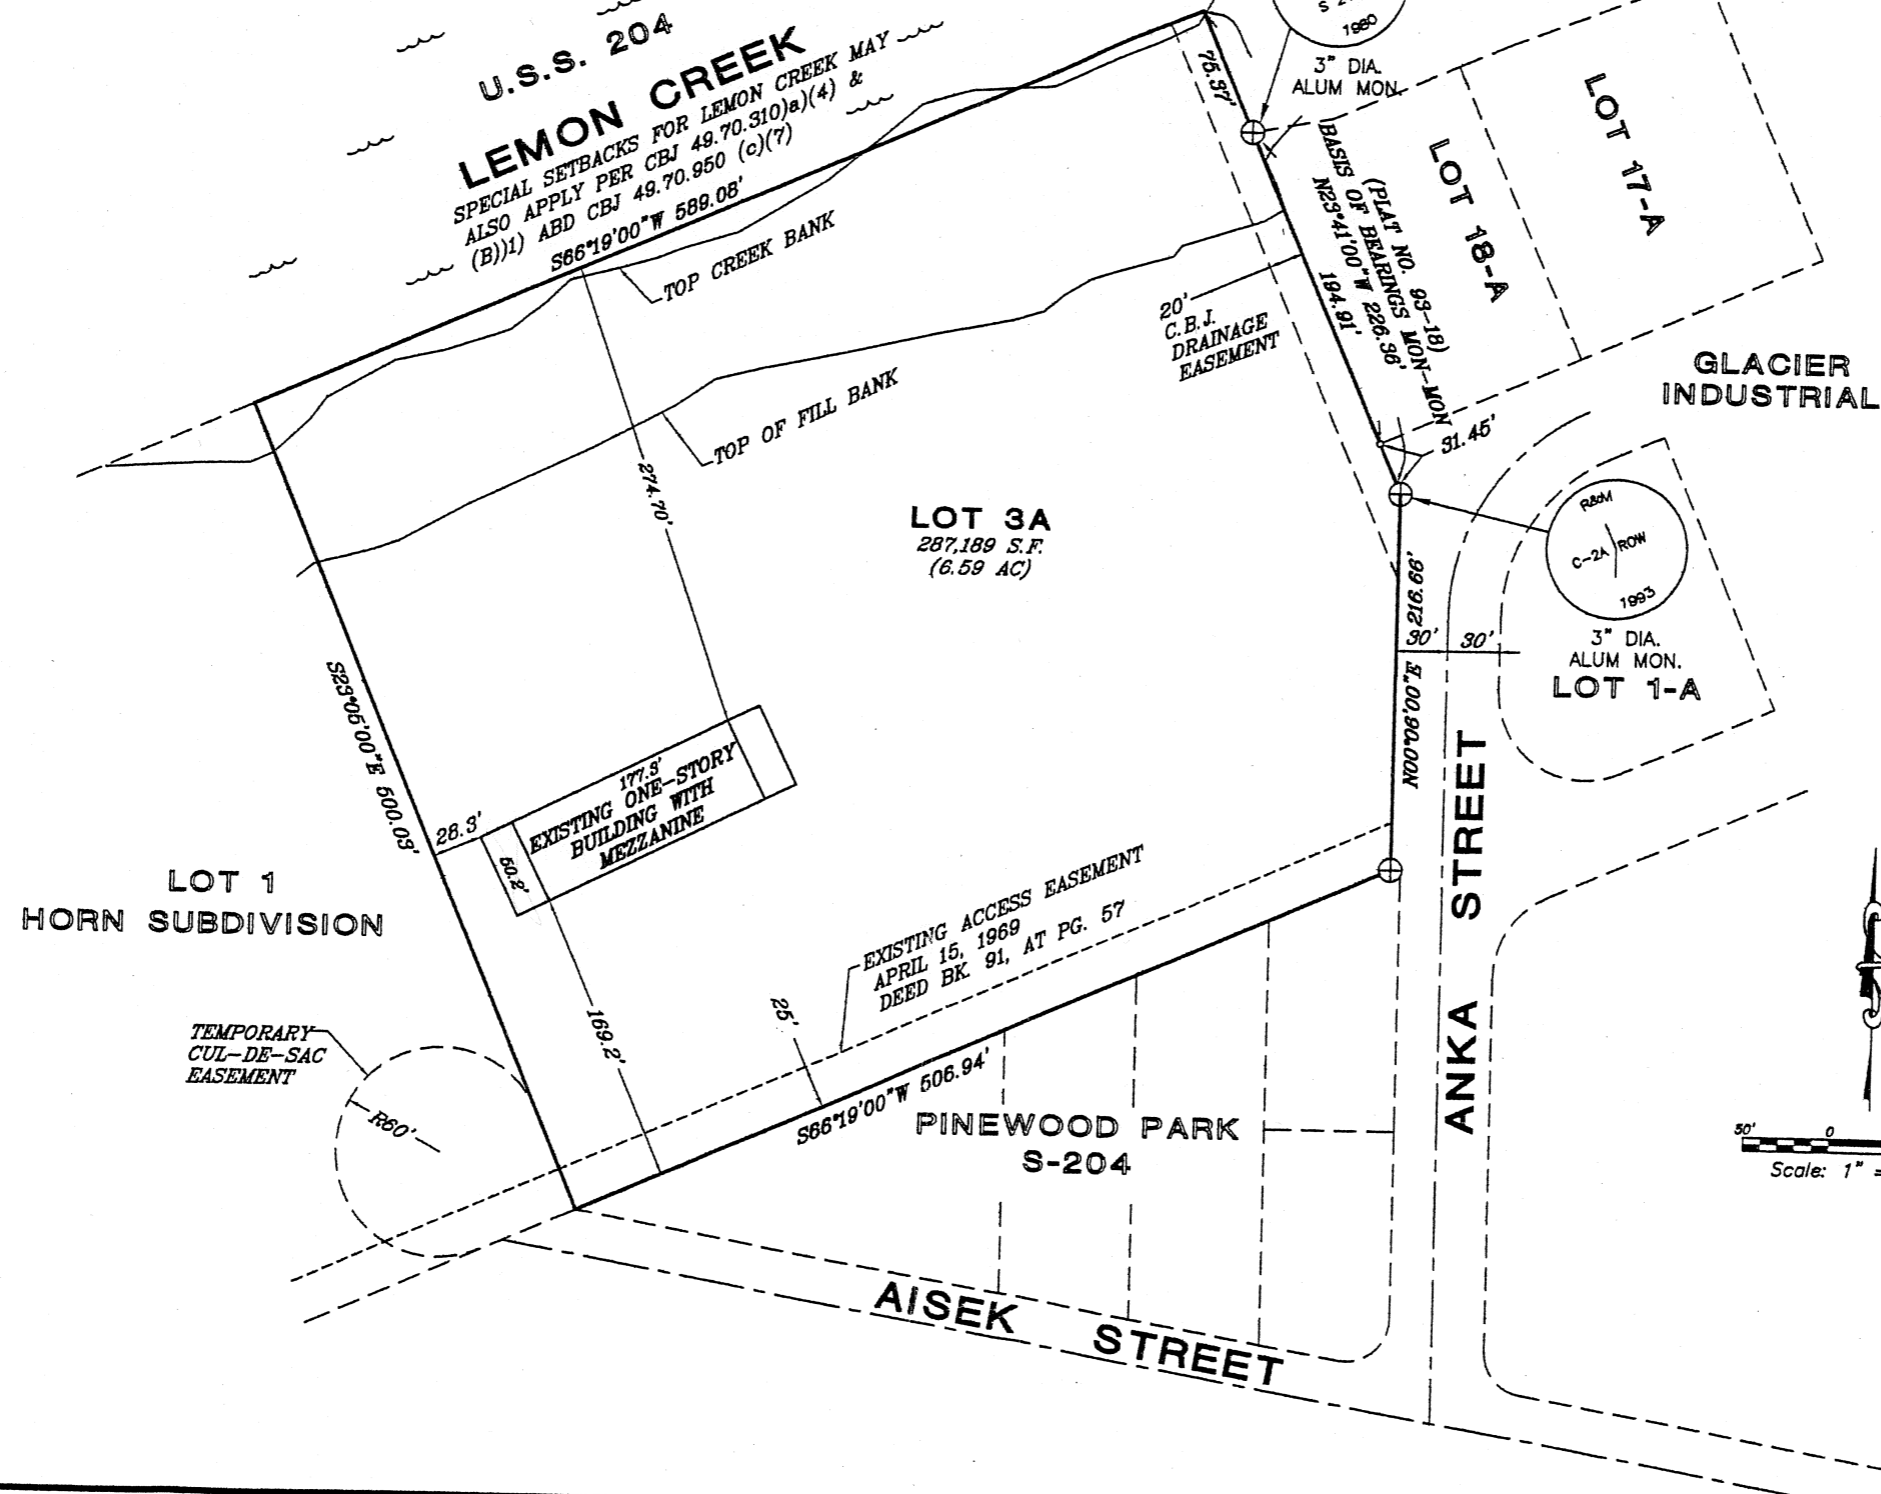 U.S.S. 204
LEMON CREEK
SPECIAL SETBACKS FOR LEMON CREEK MAY
ALSO APPLY PER CBJ 49.70.310)a)(4) &
(B))1) ABD CBJ 49.70.950 (c)(7)
S66°19'00"W 589.08'
TOP CREEK BANK
TOP OF FILL BANK
75.37'
1980
3" DIA.
ALUM MON.
LOT 17-A
LOT 18-A
(PLAT NO. 93-18)
BASIS OF BEARINGS MON-MON
N23°41'00"W 226.36'
194.91'
20'
C.B.J.
DRAINAGE
EASEMENT
GLACIER
INDUSTRIAL
31.45'
R&M
C-2A ROW
1993
3" DIA.
ALUM MON.
LOT 1-A
274.70'
LOT 3A
287,189 S.F.
(6.59 AC)
216.68'
30' 30'
N00°08'00"E
S23°05'00"E 500.03'
28.3'
177.3'
EXISTING ONE-STORY
BUILDING WITH
MEZZANINE
50.2'
LOT 1
HORN SUBDIVISION
EXISTING ACCESS EASEMENT
APRIL 15, 1969
DEED BK. 91, AT PG. 57
25'
169.2'
TEMPORARY
CUL-DE-SAC
EASEMENT
R60'
S66°19'00"W 506.94'
PINEWOOD PARK
S-204
ANKA STREET
AISEK STREET
50' 0
Scale: 1" =